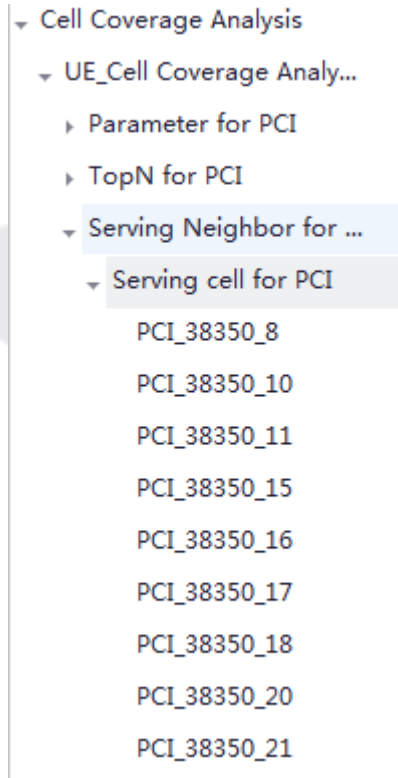 Cell Coverage Analysis
UE_Cell Coverage Analy...
Parameter for PCI
TopN for PCI
Serving Neighbor for ...
Serving cell for PCI
PCI_38350_8
PCI_38350_10
PCI_38350_11
PCI_38350_15
PCI_38350_16
PCI_38350_17
PCI_38350_18
PCI_38350_20
PCI_38350_21